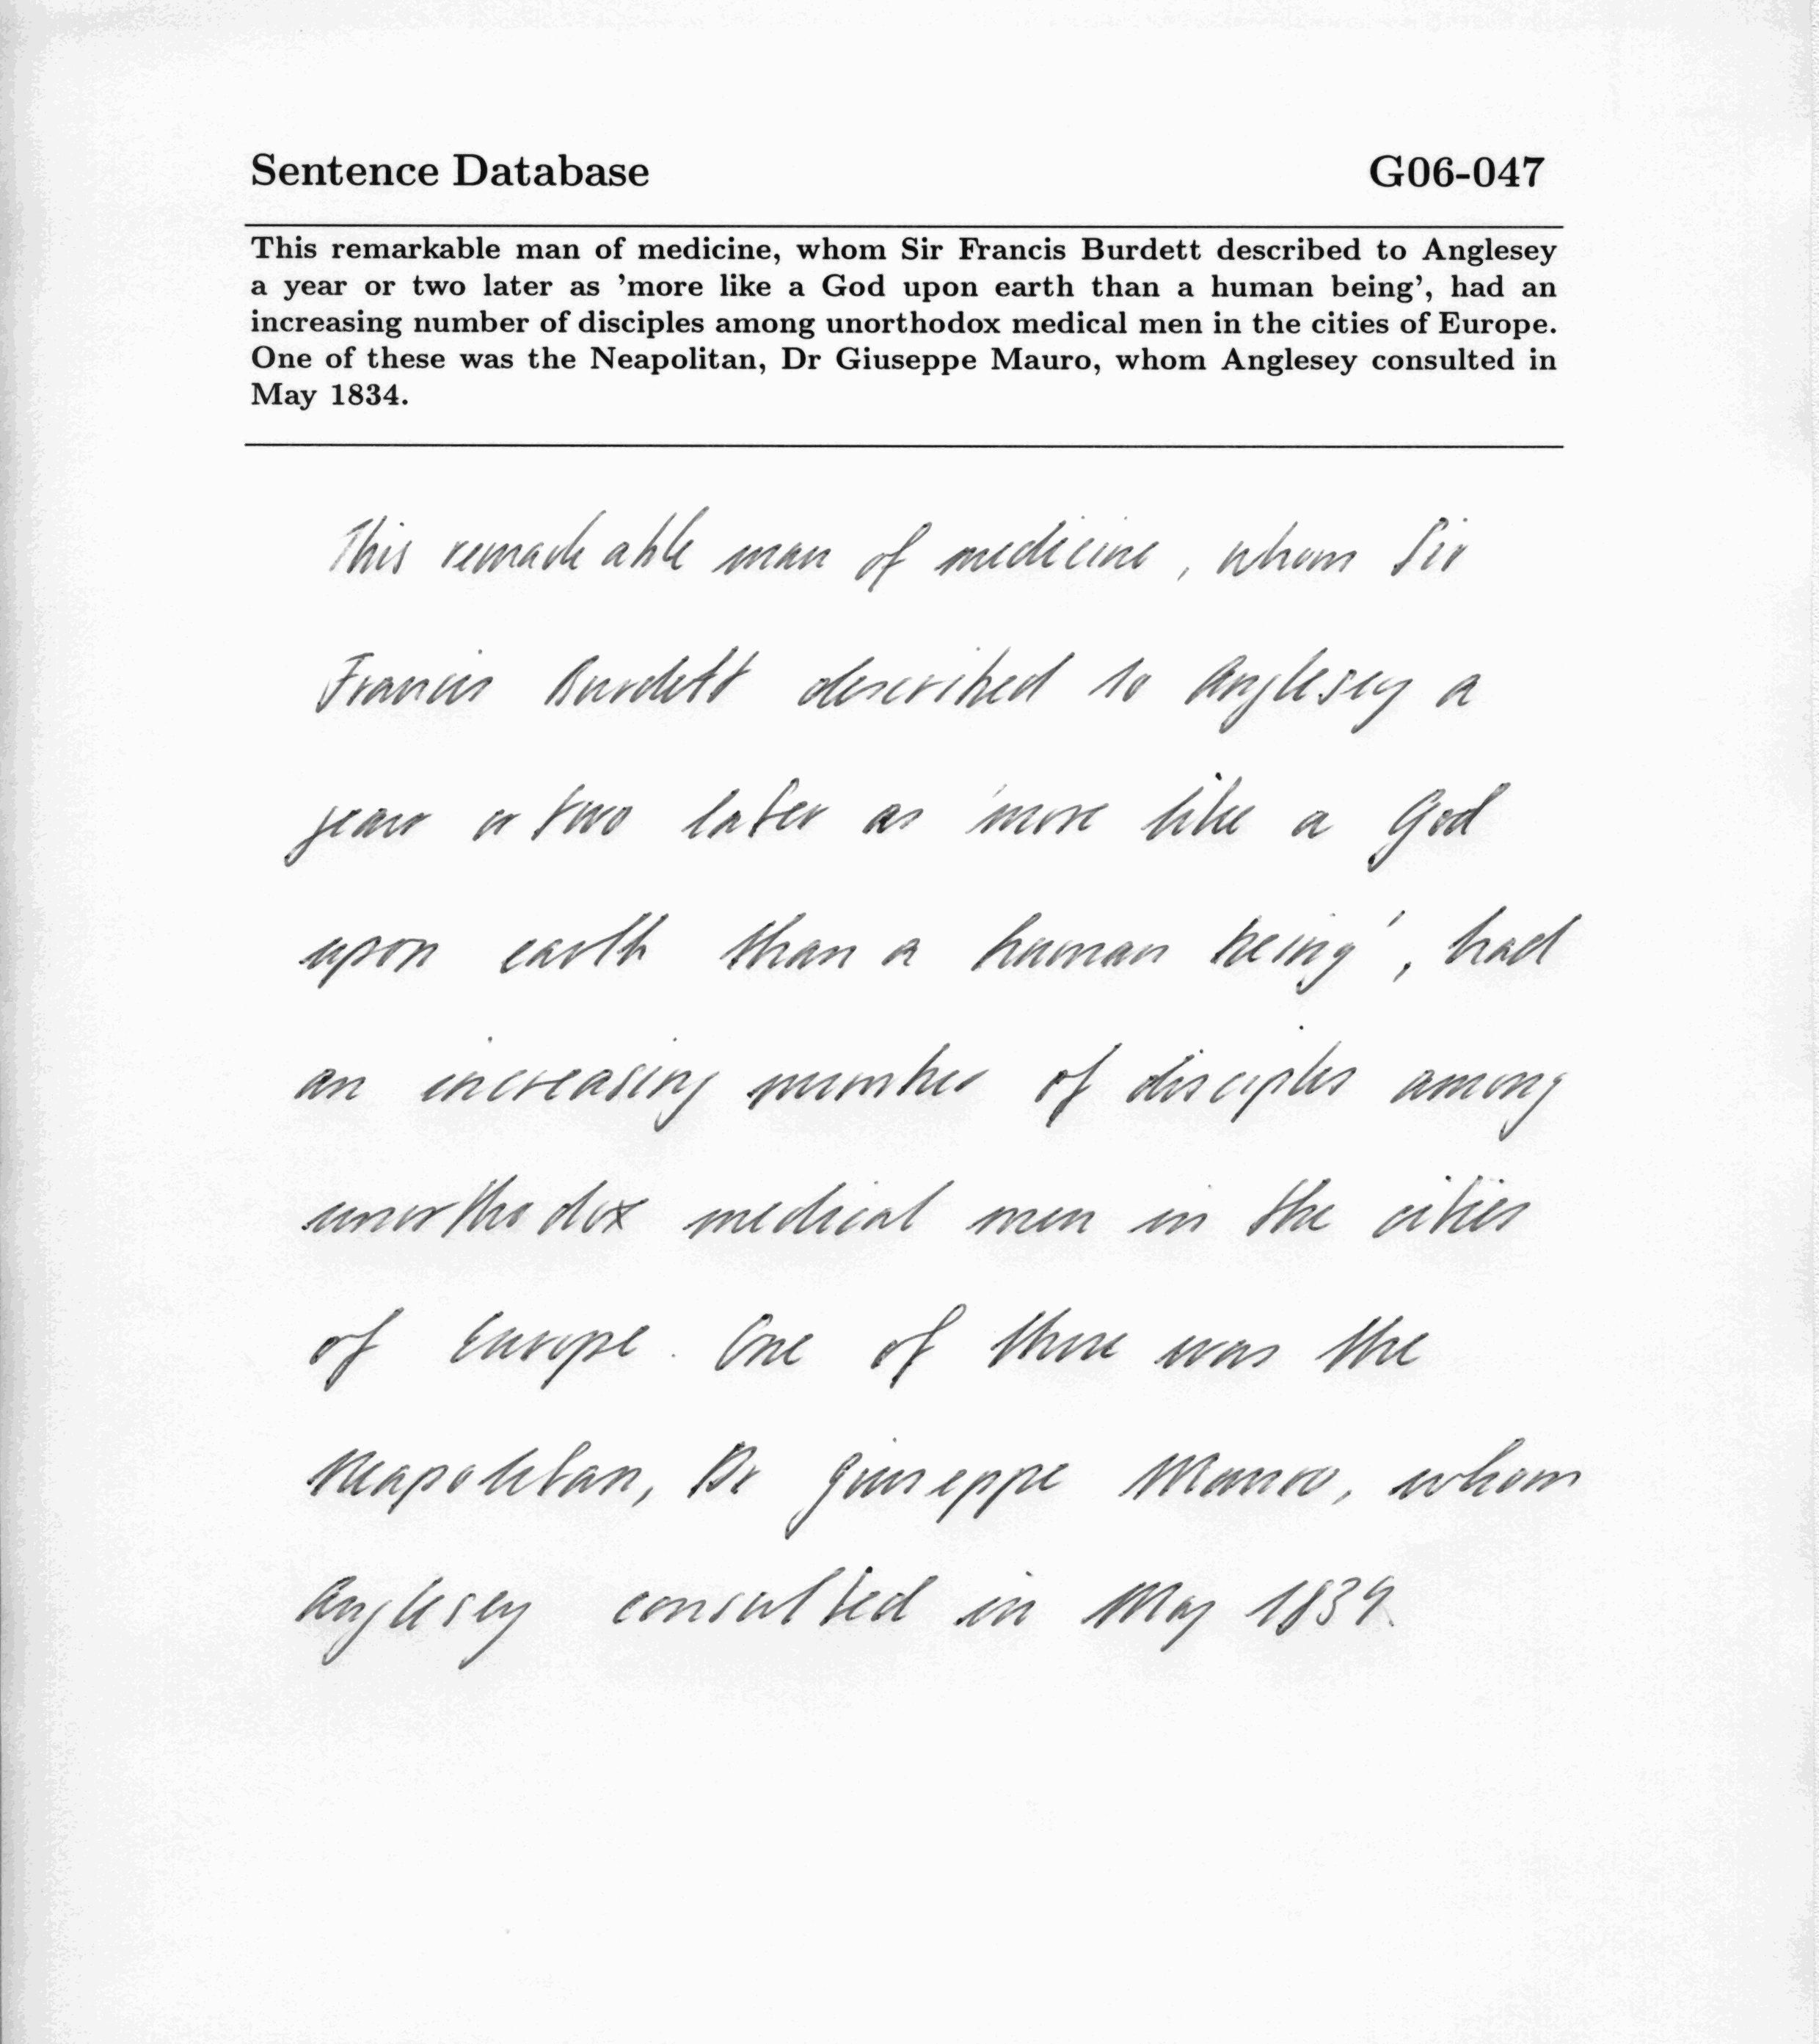 Sentence Database G06-047
This remarkable man of medicine, whom Sir Francis Burdett described to Anglesey
a year or two later as 'more like a God upon earth than a human being', had an
increasing number of disciples among unorthodox medical men in the cities of Europe.
One of these was the Neapolitan, Dr Giuseppe Mauro, whom Anglesey consulted in
May 1834.
This remarkable man of medicine, whom Sir
Francis Burdett described to Anglesey a
year or two later as 'more like a God
upon earth than a human being', had
an increasing number of disciples among
unorthodox medical men in the cities
of Europe. One of these was the
Neapolitan, Dr Giuseppe Mauro, whom
Anglesey consulted in May 1834.